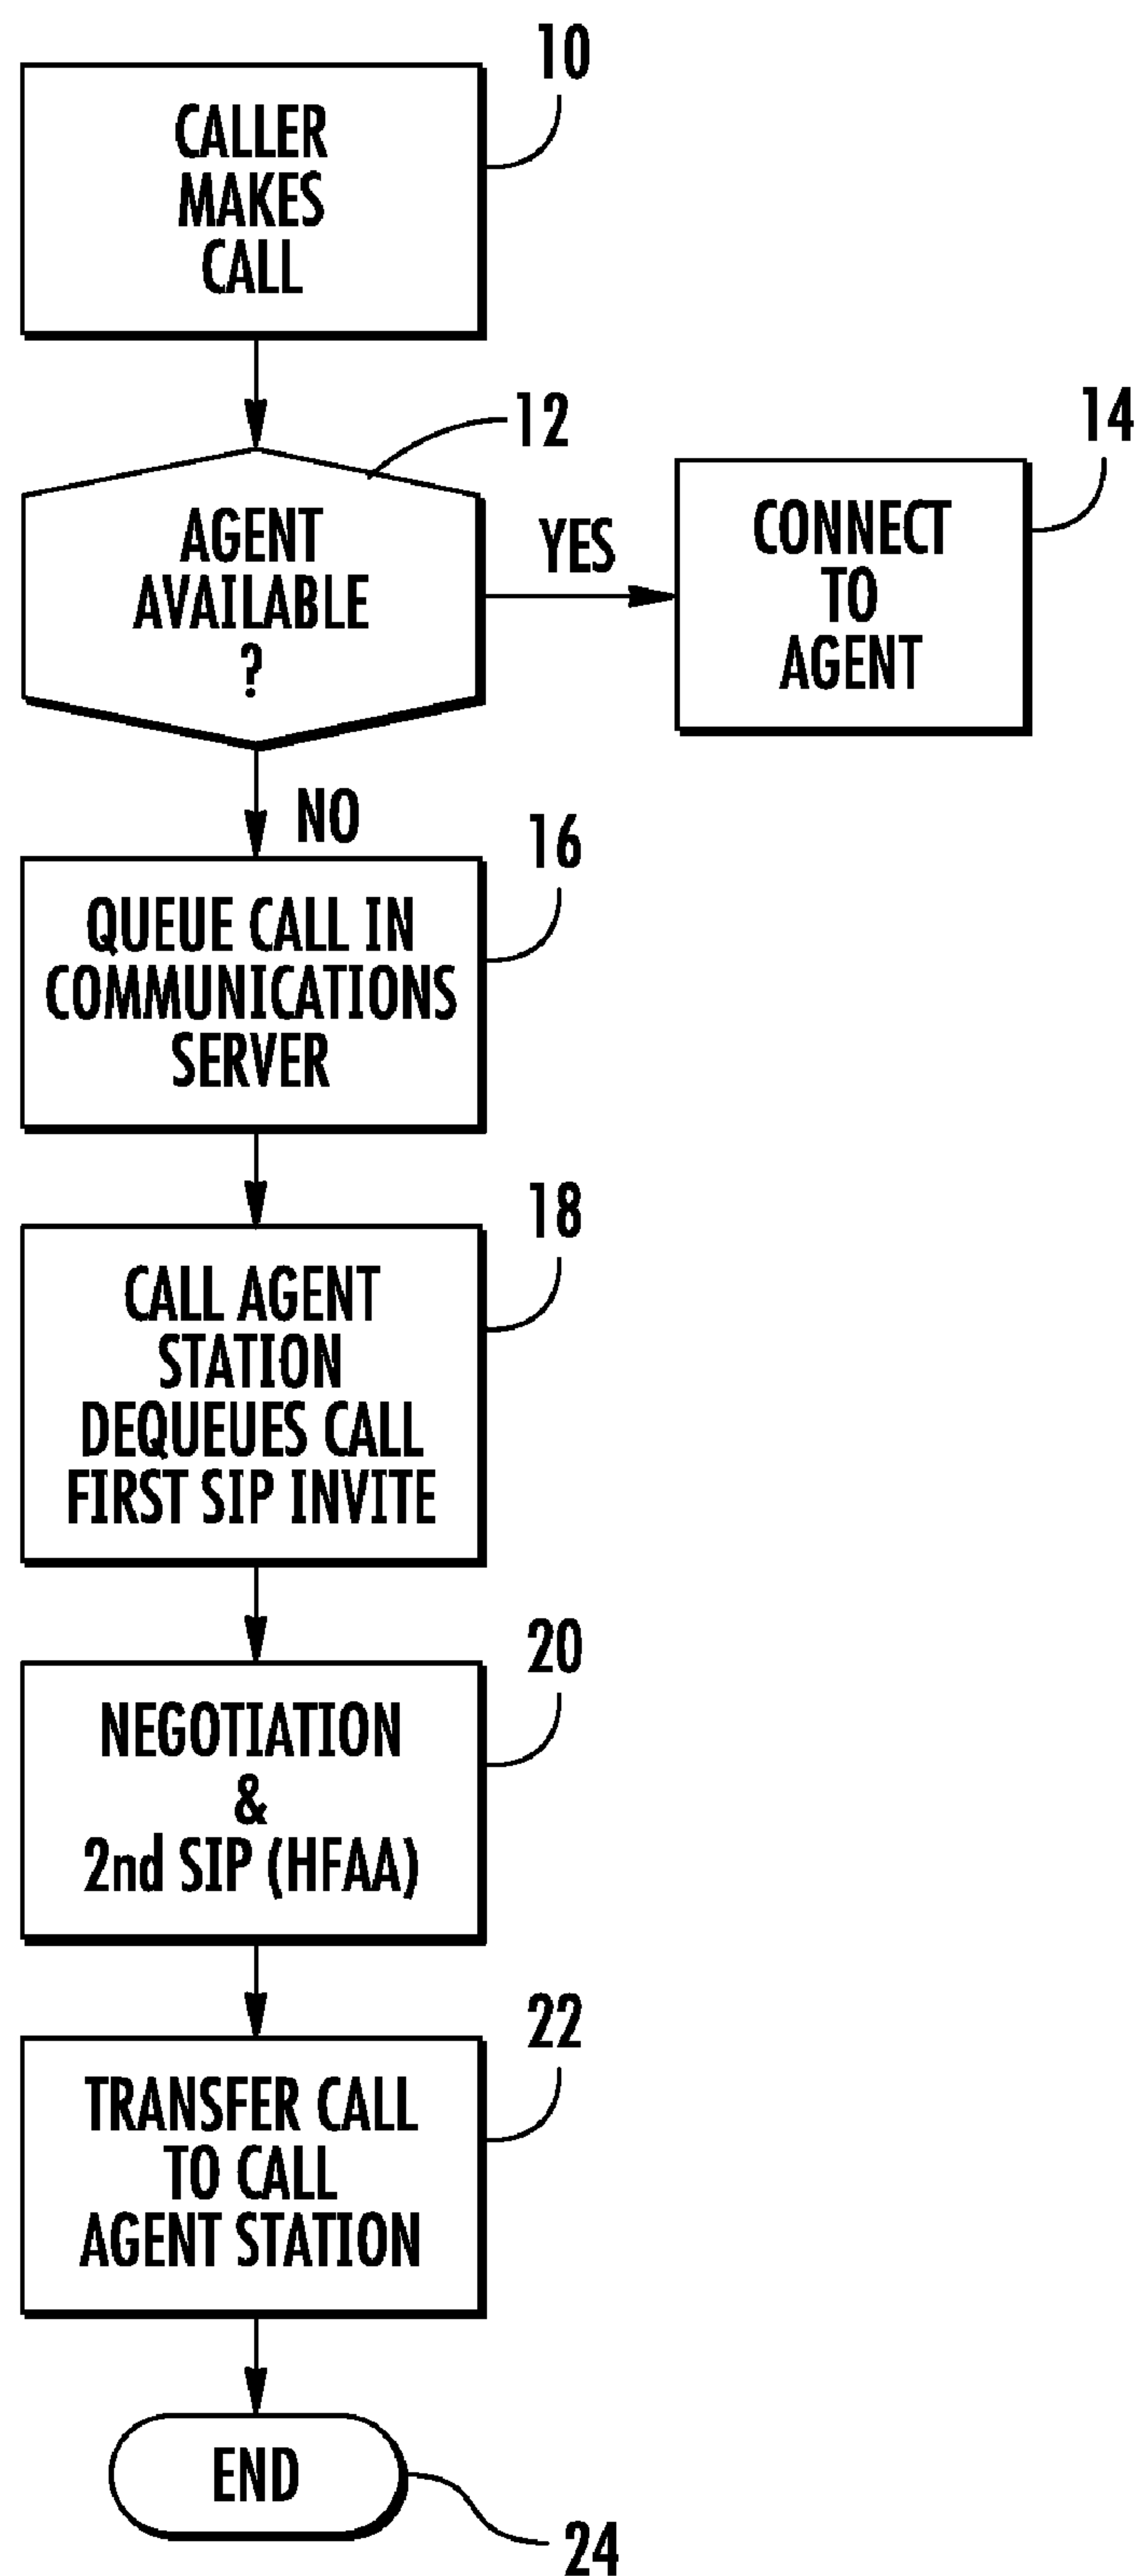 10
CALLER
MAKES
CALL
12
AGENT
AVAILABLE
?
YES
14
CONNECT
TO
AGENT
NO
16
QUEUE CALL IN
COMMUNICATIONS
SERVER
18
CALL AGENT
STATION
DEQUEUES CALL
FIRST SIP INVITE
20
NEGOTIATION
&
2nd SIP (HFAA)
22
TRANSFER CALL
TO CALL
AGENT STATION
END
24